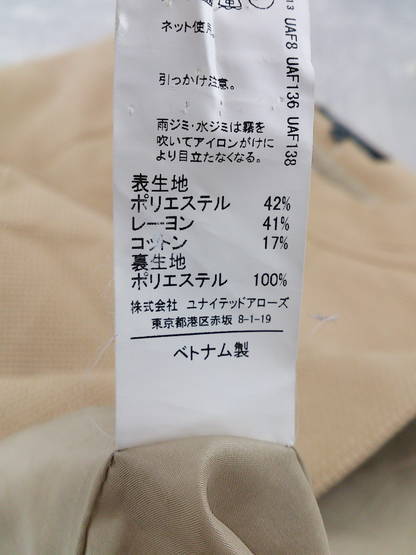 ネット使用
引っかけ注意。
雨ジミ・水ジミは霧を
吹いてアイロンがけに
より目立たなくなる。
表生地
ポリエステル 42%
レーヨン 41%
コットン 17%
裏生地
ポリエステル 100%
株式会社 ユナイテッドアローズ
東京都港区赤坂 8-1-19
ベトナム製
13 UAF8 UAF136 UAF138